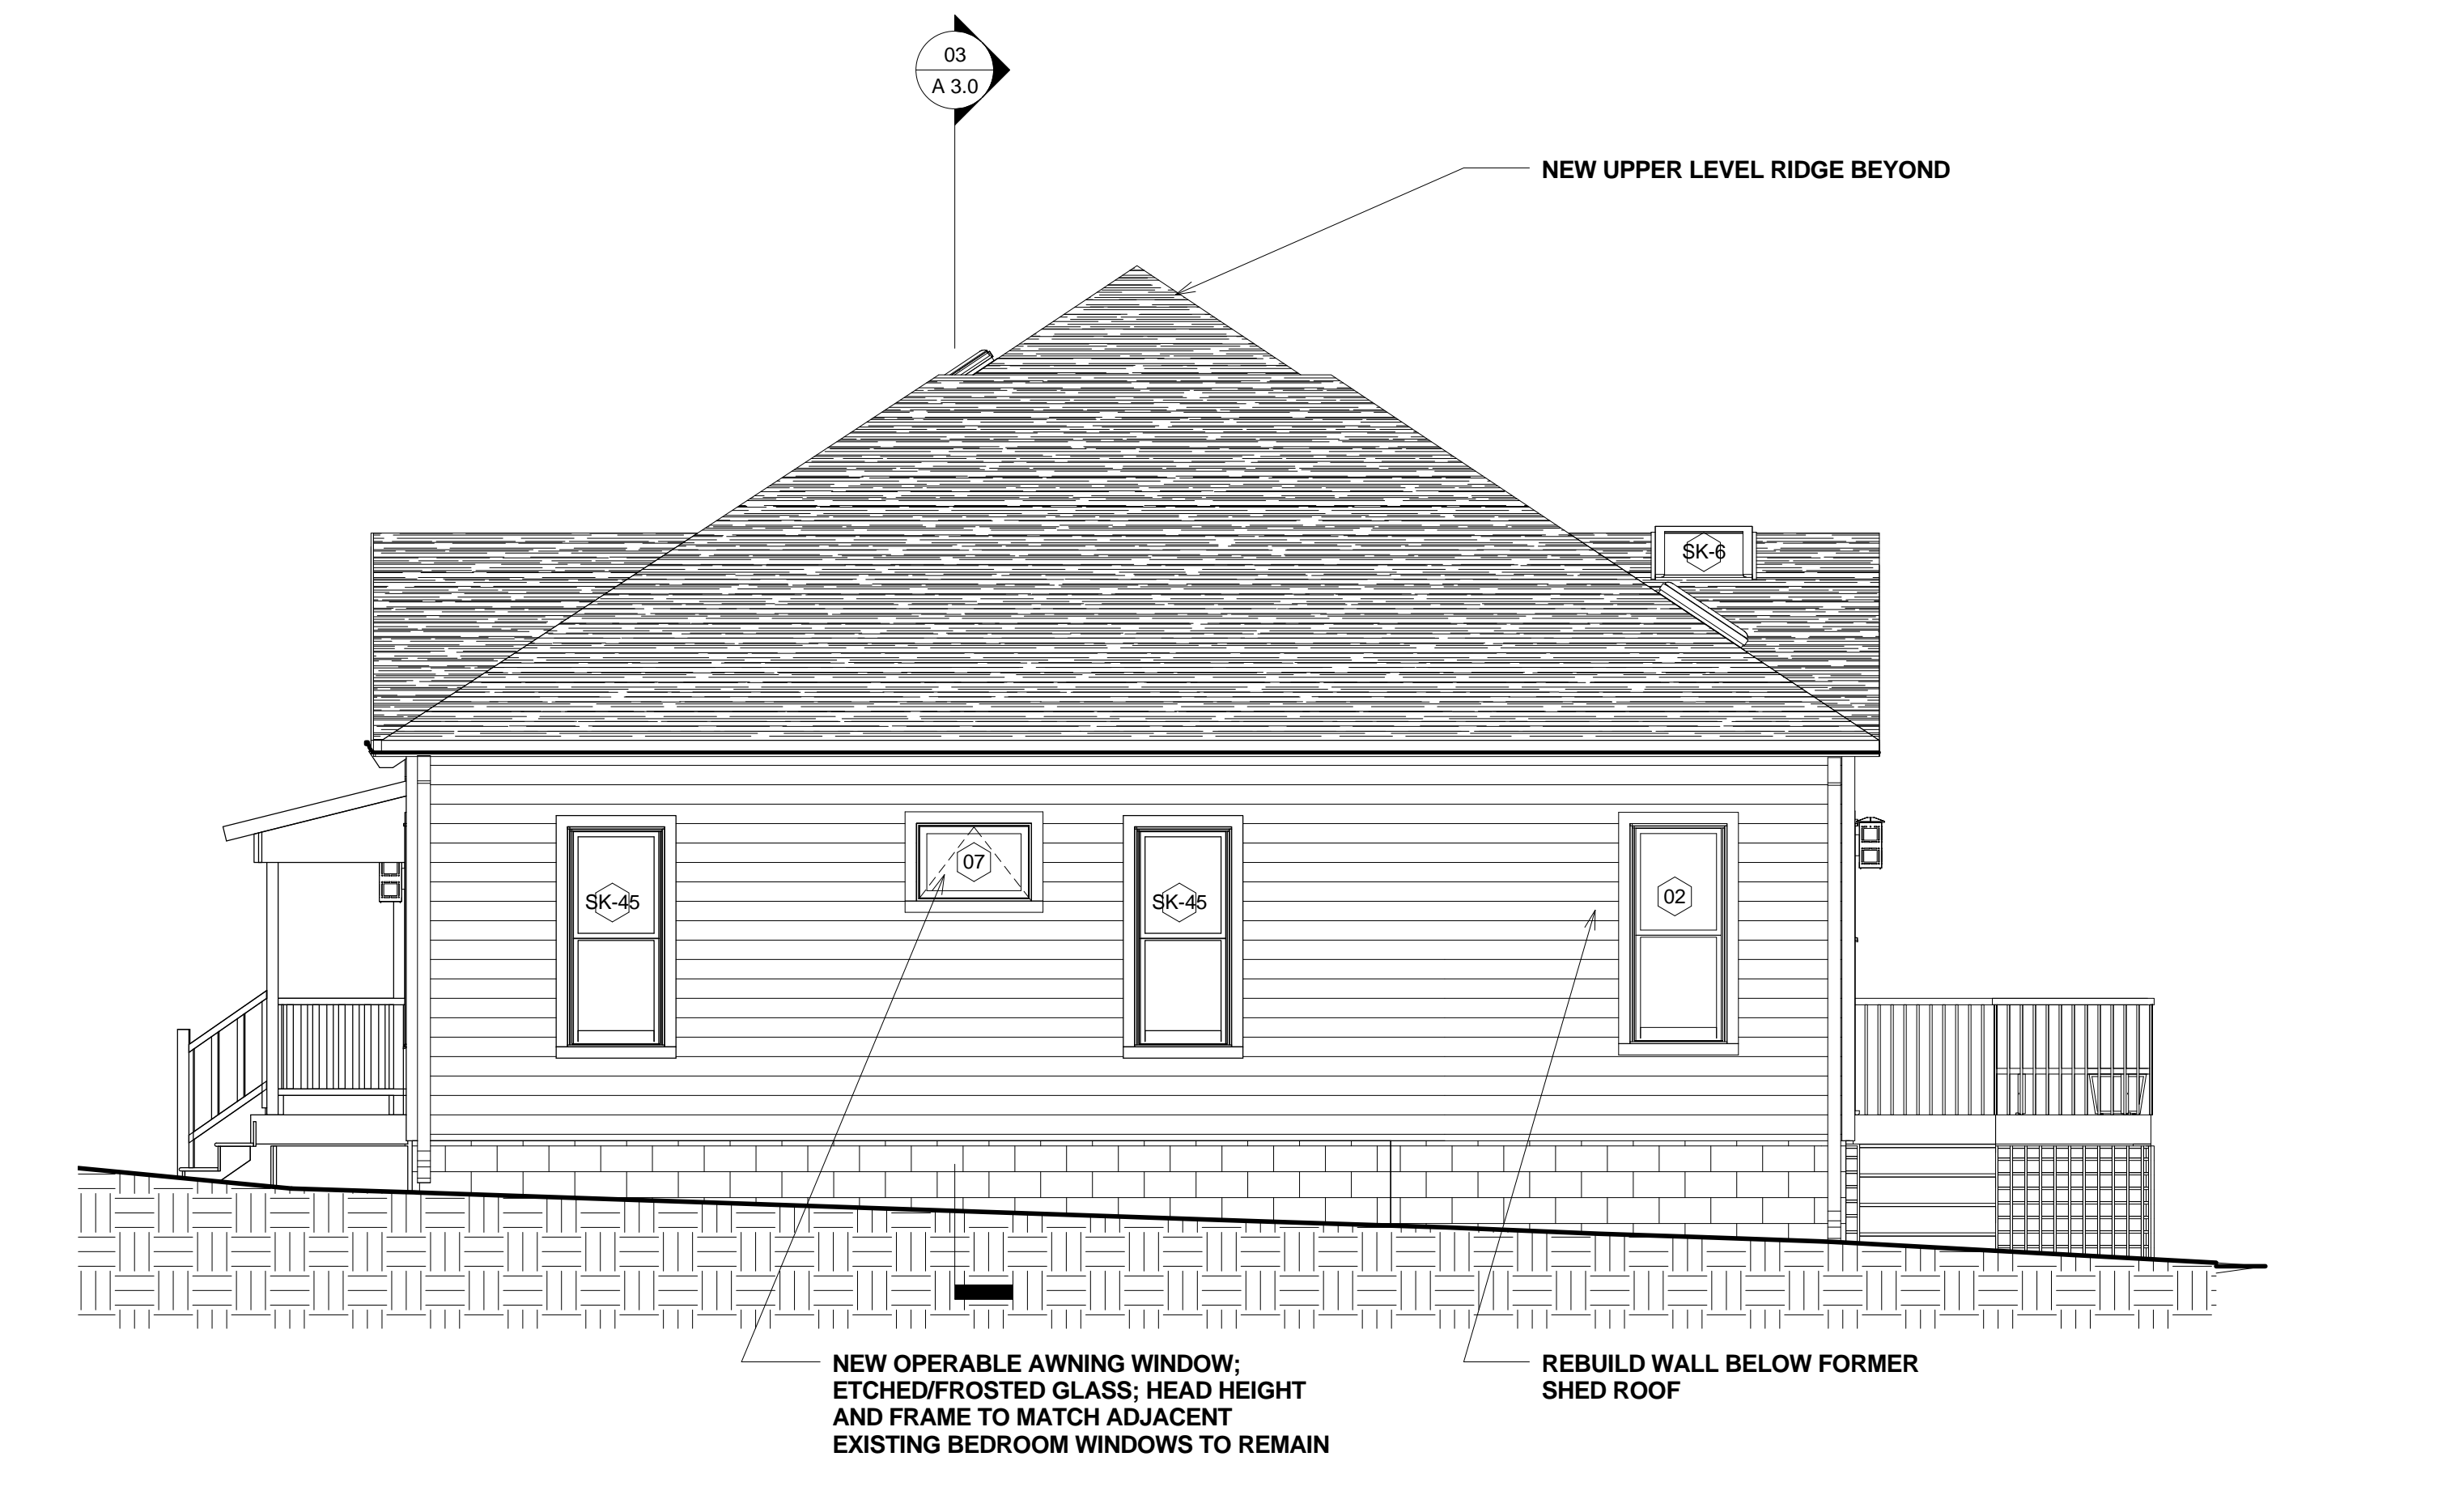 03
A 3.0
NEW UPPER LEVEL RIDGE BEYOND
SK-6
07
SK-45
SK-45
02
NEW OPERABLE AWNING WINDOW;
ETCHED/FROSTED GLASS; HEAD HEIGHT
AND FRAME TO MATCH ADJACENT
EXISTING BEDROOM WINDOWS TO REMAIN
REBUILD WALL BELOW FORMER
SHED ROOF